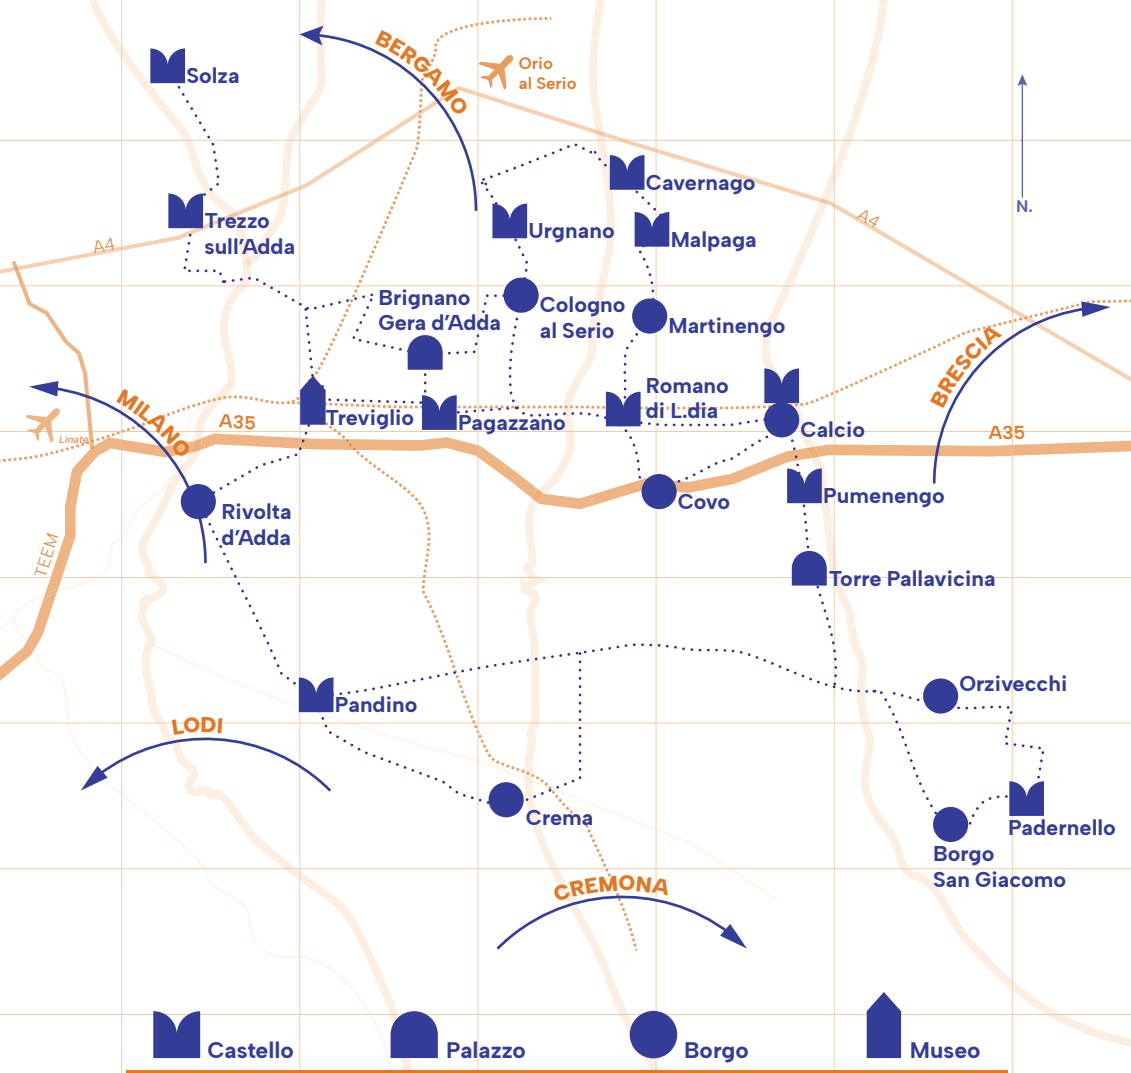 BERGAMO
Orio
al Serio
Solza
Cavernago
N.
Trezzo
sull'Adda
A4
Urgnano
Malpaga
A4
Brignano
Gera d'Adda
Cologno
al Serio
Martinengo
BRESCIA
MILANO
Linate
A35
Treviglio
Pagazzano
Romano
di L.dia
Calcio
A35
Rivolta
d'Adda
Covo
Pumenengo
TEEM
Torre Pallavicina
Pandino
Orzivecchi
LODI
Crema
Padernello
Borgo
San Giacomo
CREMONA
Castello
Palazzo
Borgo
Museo